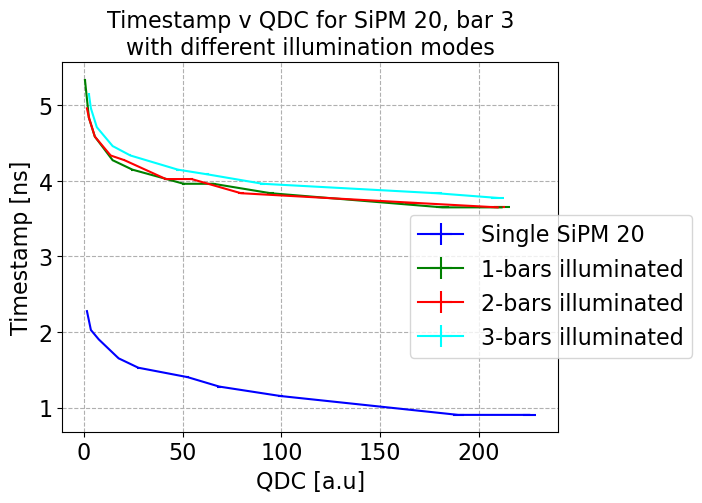 Timestamp v QDC for SiPM 20, bar 3
with different illumination modes
Timestamp [ns]
5
4
3
2
1
Single SiPM 20
1-bars illuminated
2-bars illuminated
3-bars illuminated
0 50 100 150 200
QDC [a.u]